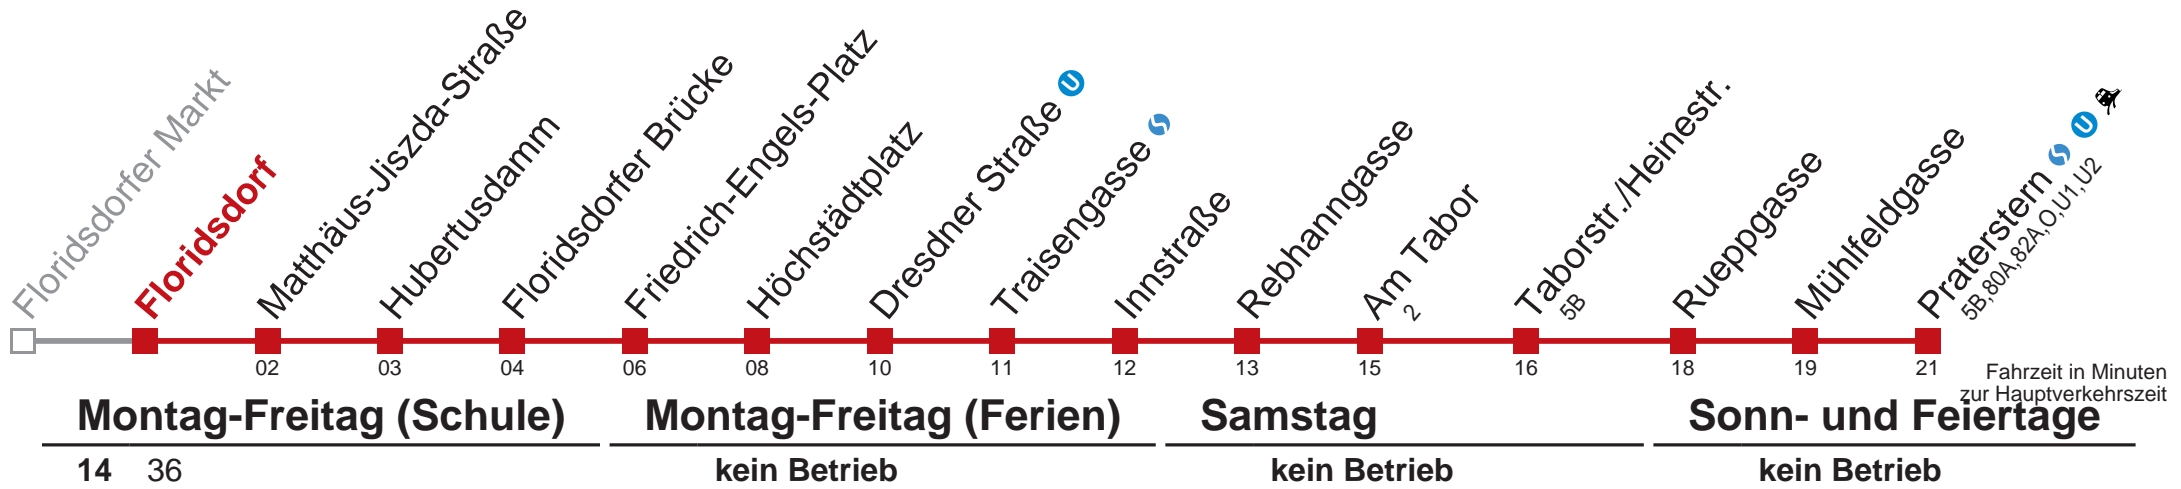 Floridsdorfer Markt
Floridsdorf
Matthäus-Jiszda-Straße
Hubertusdamm
Floridsdorfer Brücke
Friedrich-Engels-Platz
Höchstädtplatz
Dresdner Straße U
Traisengasse S
Innstraße
Rebhanngasse
Am Tabor
2
Taborstr./Heinestr.
5B
Rueppgasse
Mühlfeldgasse
Praterstern S U
5B,80A,82A,O,U1,U2
02 03 04 06 08 10 11 12 13 15 16 18 19 21
Fahrzeit in Minuten
zur Hauptverkehrszeit
Montag-Freitag (Schule) Montag-Freitag (Ferien) Samstag Sonn- und Feiertage
14 36 kein Betrieb kein Betrieb kein Betrieb